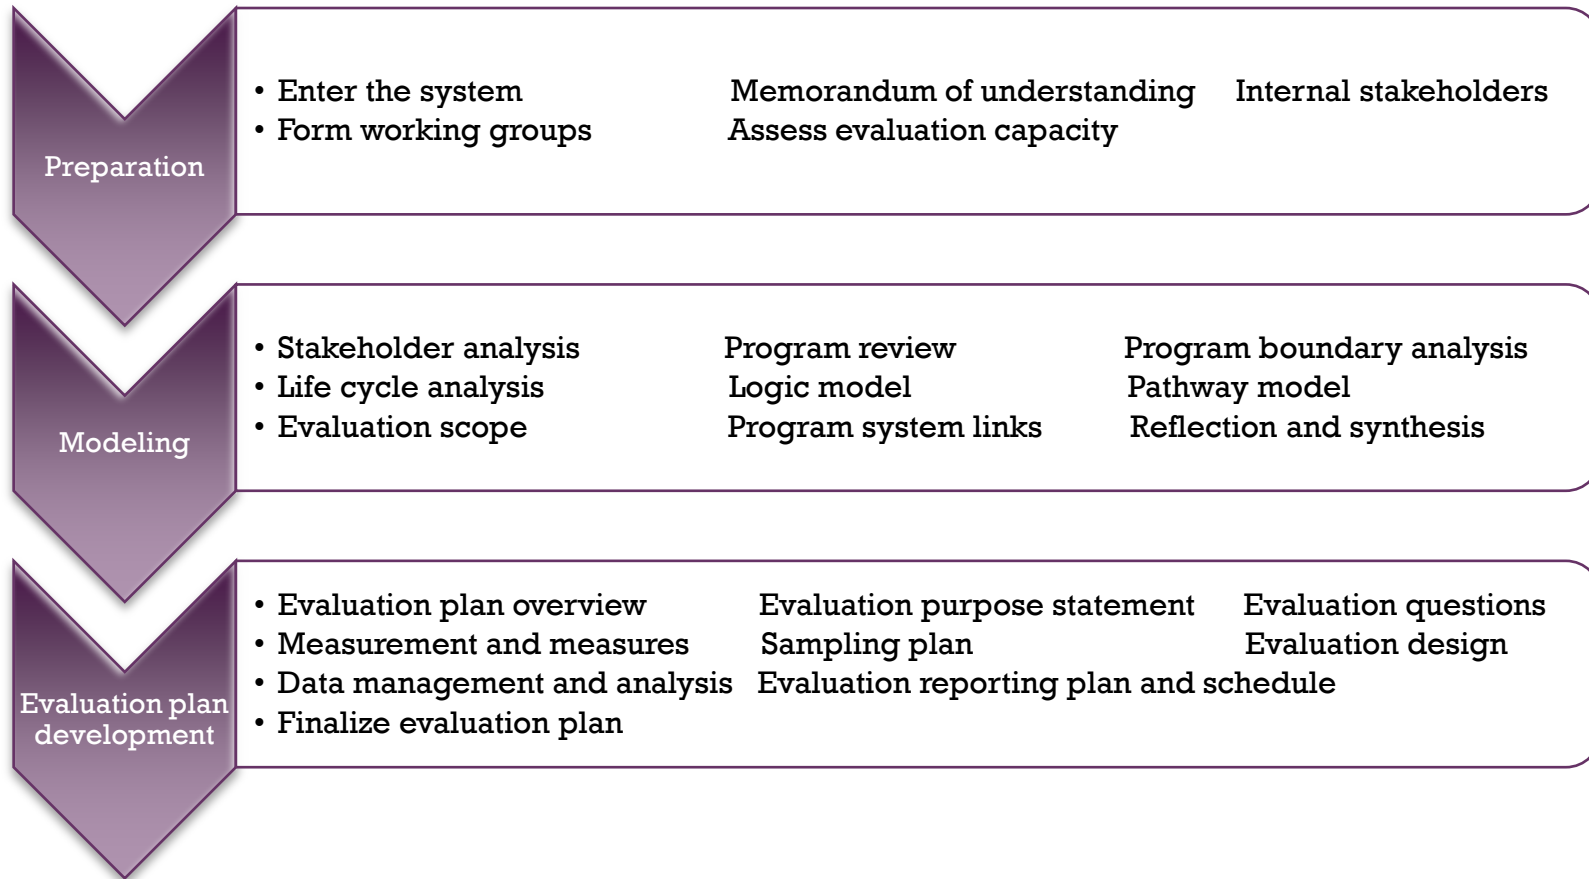 Preparation
• Enter the system Memorandum of understanding Internal stakeholders
• Form working groups Assess evaluation capacity
Modeling
• Stakeholder analysis Program review Program boundary analysis
• Life cycle analysis Logic model Pathway model
• Evaluation scope Program system links Reflection and synthesis
Evaluation plan
development
• Evaluation plan overview Evaluation purpose statement Evaluation questions
• Measurement and measures Sampling plan Evaluation design
• Data management and analysis Evaluation reporting plan and schedule
• Finalize evaluation plan